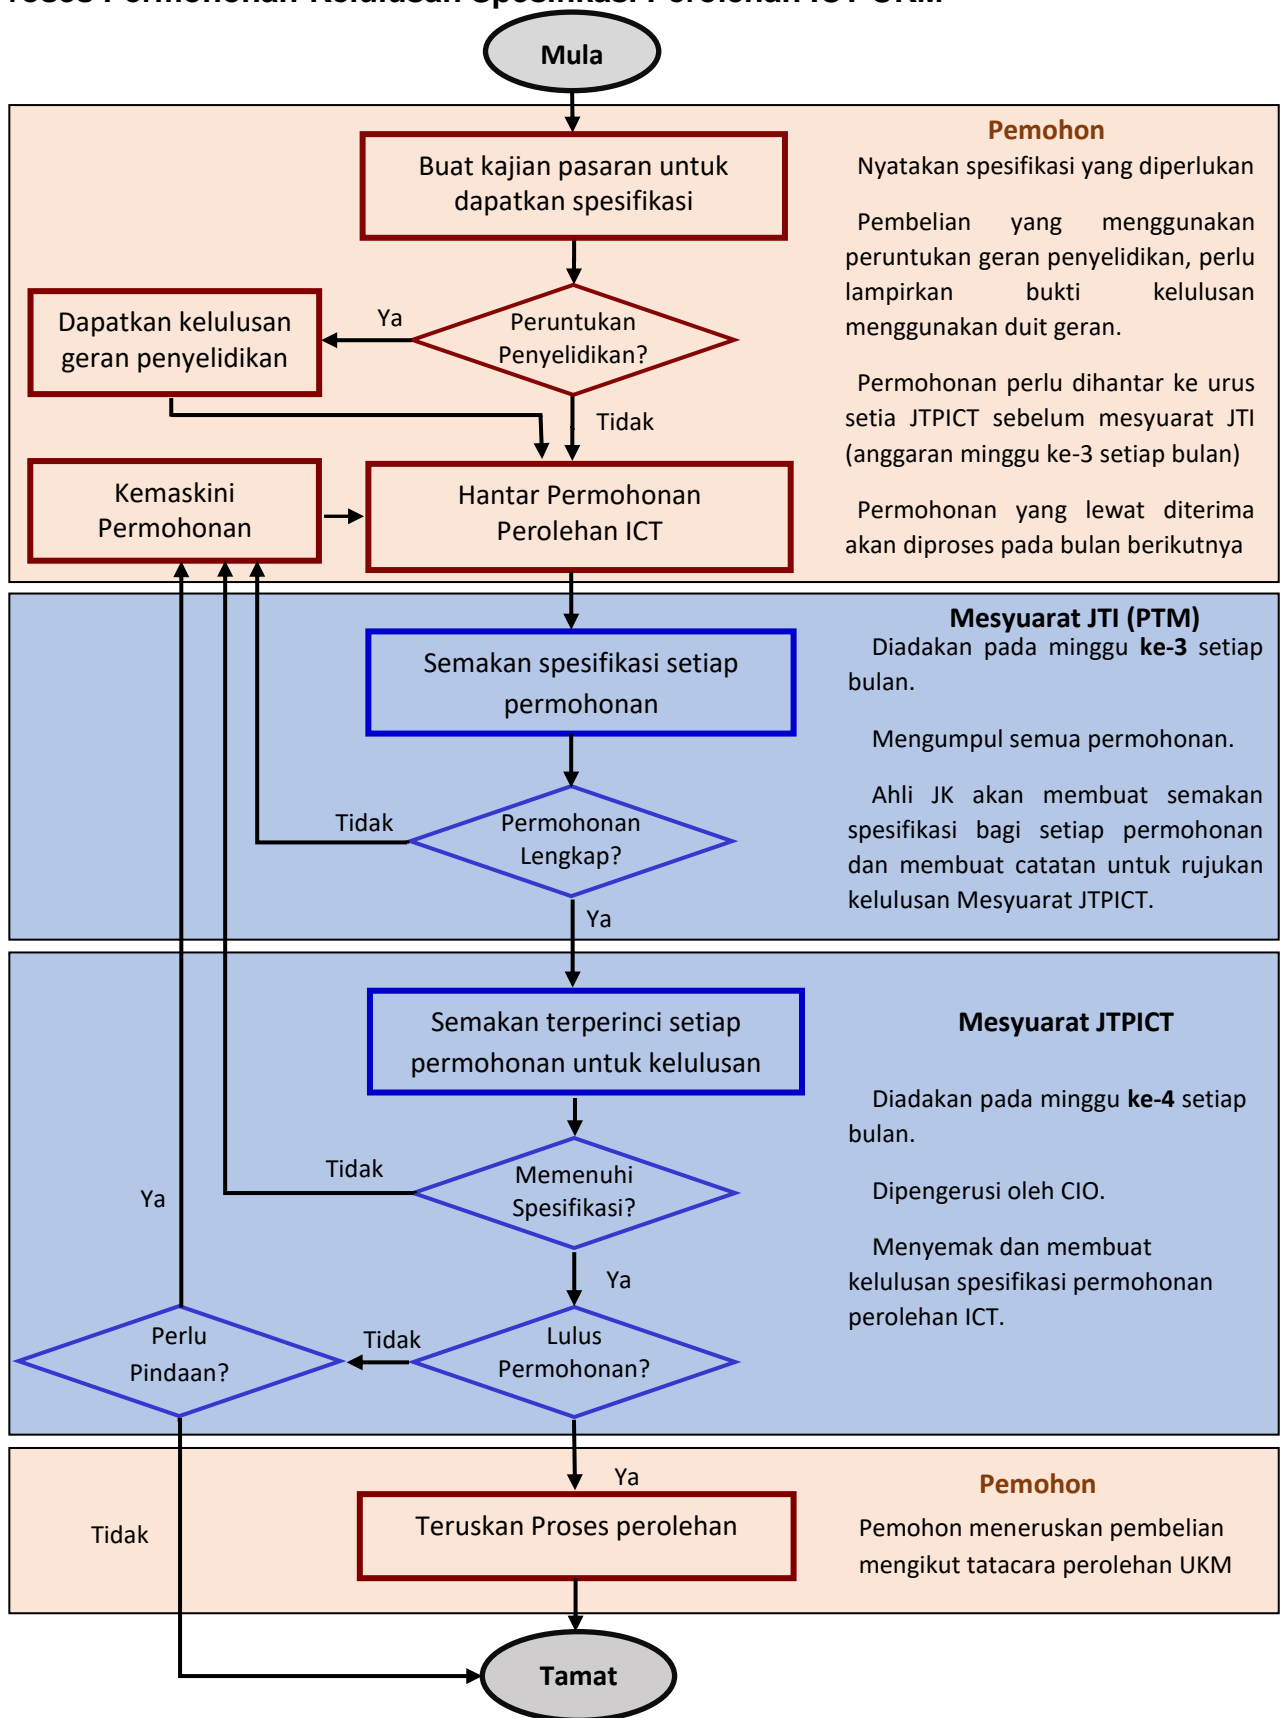 roses Permohonan Kelulusan Spesifikasi Perolehan ICT UKM
Mula
Buat kajian pasaran untuk
dapatkan spesifikasi
Pemohon
Nyatakan spesifikasi yang diperlukan
Pembelian yang menggunakan
peruntukan geran penyelidikan, perlu
lampirkan bukti kelulusan
menggunakan duit geran.
Permohonan perlu dihantar ke urus
setia JTPICT sebelum mesyuarat JTI
(anggaran minggu ke-3 setiap bulan)
Permohonan yang lewat diterima
akan diproses pada bulan berikutnya
Peruntukan
Penyelidikan?
Ya
Dapatkan kelulusan
geran penyelidikan
Tidak
Kemaskini
Permohonan
Hantar Permohonan
Perolehan ICT
Mesyuarat JTI (PTM)
Diadakan pada minggu ke-3 setiap
bulan.
Mengumpul semua permohonan.
Ahli JK akan membuat semakan
spesifikasi bagi setiap permohonan
dan membuat catatan untuk rujukan
kelulusan Mesyuarat JTPICT.
Semakan spesifikasi setiap
permohonan
Tidak
Permohonan
Lengkap?
Ya
Semakan terperinci setiap
permohonan untuk kelulusan
Mesyuarat JTPICT
Diadakan pada minggu ke-4 setiap
bulan.
Dipengerusi oleh CIO.
Menyemak dan membuat
kelulusan spesifikasi permohonan
perolehan ICT.
Tidak
Memenuhi
Spesifikasi?
Ya
Ya
Perlu
Pindaan?
Tidak
Lulus
Permohonan?
Ya
Tidak
Teruskan Proses perolehan
Pemohon
Pemohon meneruskan pembelian
mengikut tatacara perolehan UKM
Tamat